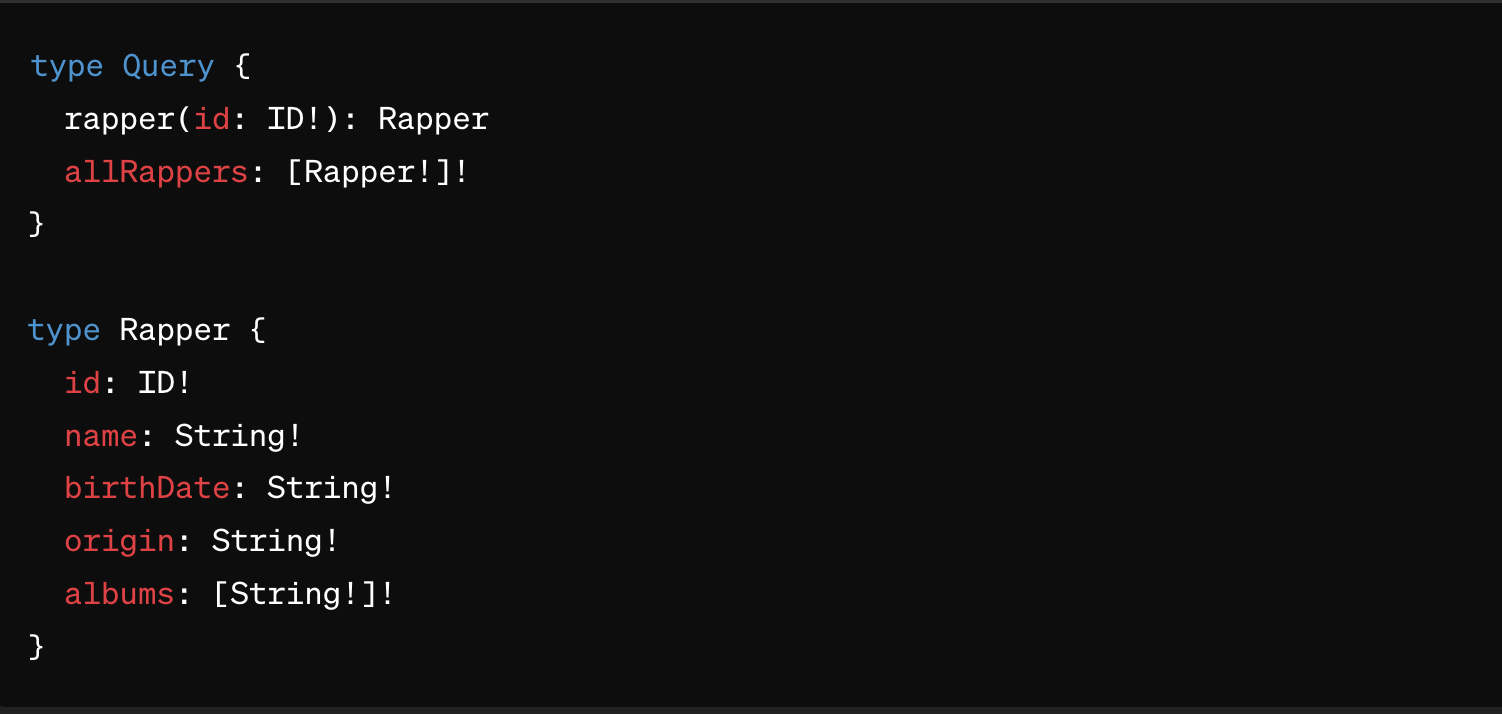 type Query {
  rapper(id: ID!): Rapper
  allRappers: [Rapper!]!
}

type Rapper {
  id: ID!
  name: String!
  birthDate: String!
  origin: String!
  albums: [String!]!
}